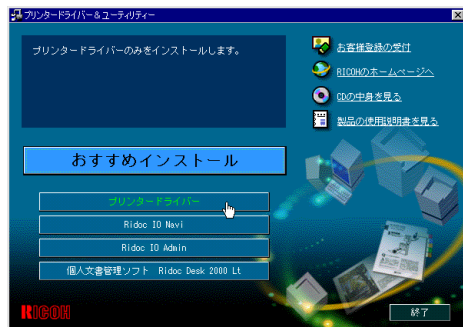 プリンタードライバー＆ユーティリティー
プリンタードライバーのみをインストールします。
お客様登録の受付
RICOHのホームページへ
CDの中身を見る
製品の使用説明書を見る
おすすめインストール
プリンタードライバー
Ridoc IO Navi
Ridoc IO Admin
個人文書管理ソフト Ridoc Desk 2000 Lt
RICOH
終了